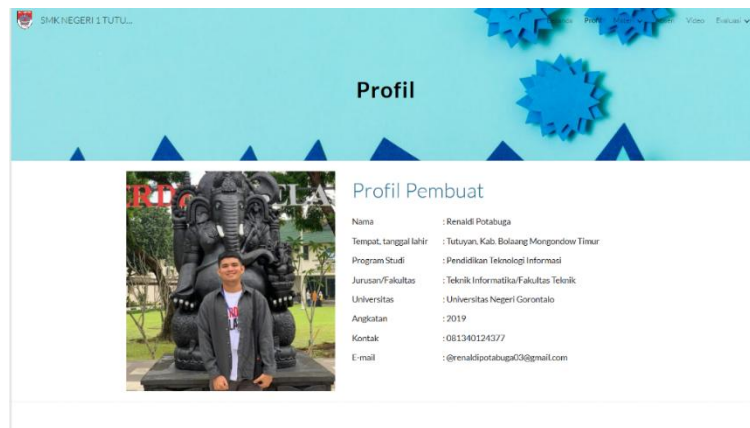 SMK NEGERI 1 TUTU...
Profil
Video
Evaluasi
Profil
Profil Pembuat
Nama : Renaldi Potabuga
Tempat, tanggal lahir : Tutuyan, Kab. Bolaang Mongondow Timur
Program Studi : Pendidikan Teknologi Informasi
Jurusan/Fakultas : Teknik Informatika/Fakultas Teknik
Universitas : Universitas Negeri Gorontalo
Angkatan : 2019
Kontak : 081340124377
E-mail : @renaldipotabuga03@gmail.com